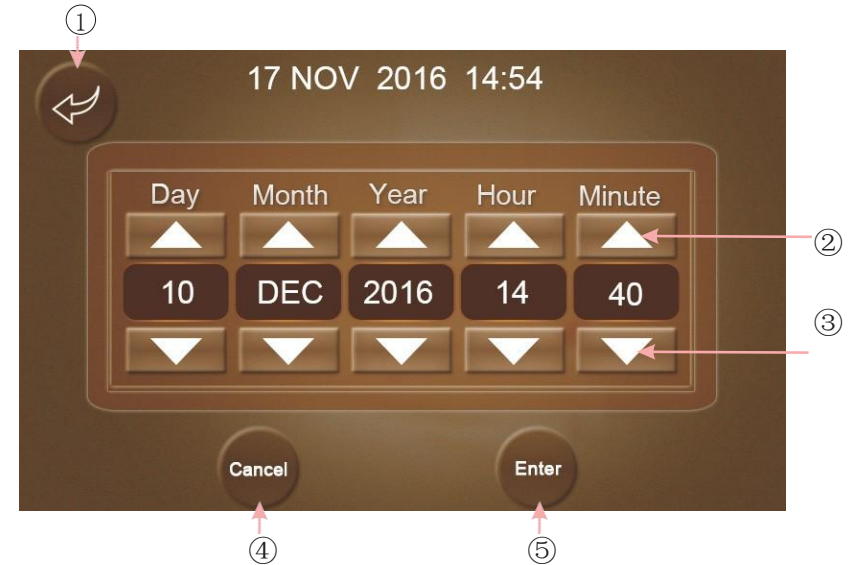 ①
17 NOV 2016 14:54
Day Month Year Hour Minute
②
10 DEC 2016 14 40
③
Cancel Enter
④ ⑤